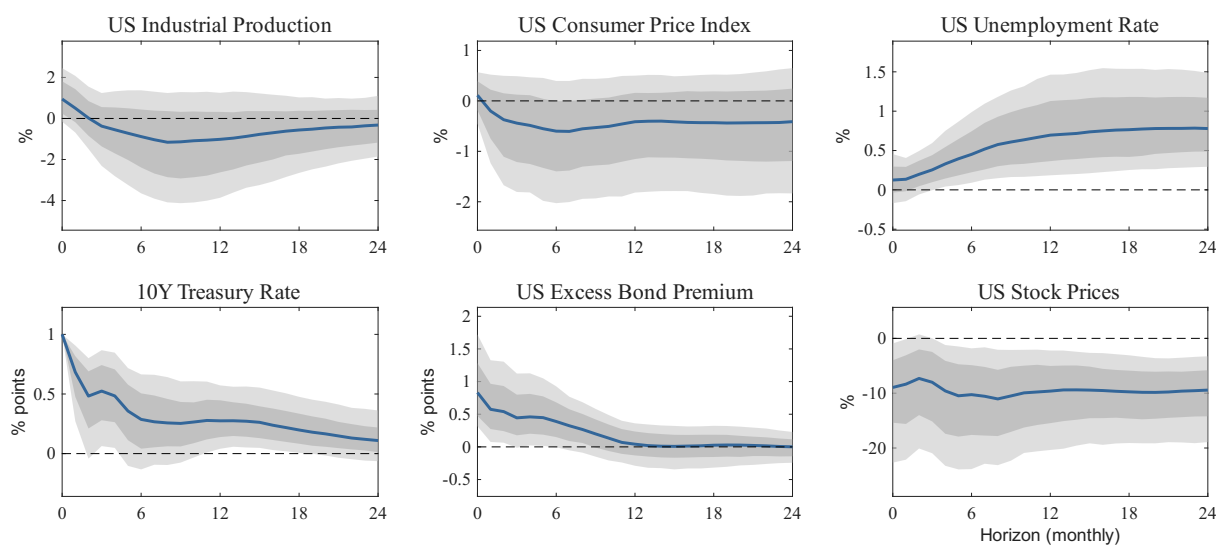 US Industrial Production
2
0
-2
-4
%
0 6 12 18 24
US Consumer Price Index
1
0
-1
-2
%
0 6 12 18 24
US Unemployment Rate
1.5
1
0.5
0
-0.5
%
0 6 12 18 24
10Y Treasury Rate
1
0.5
0
% points
0 6 12 18 24
US Excess Bond Premium
2
1.5
1
0.5
0
-0.5
% points
0 6 12 18 24
US Stock Prices
0
-10
-20
%
0 6 12 18 24
Horizon (monthly)